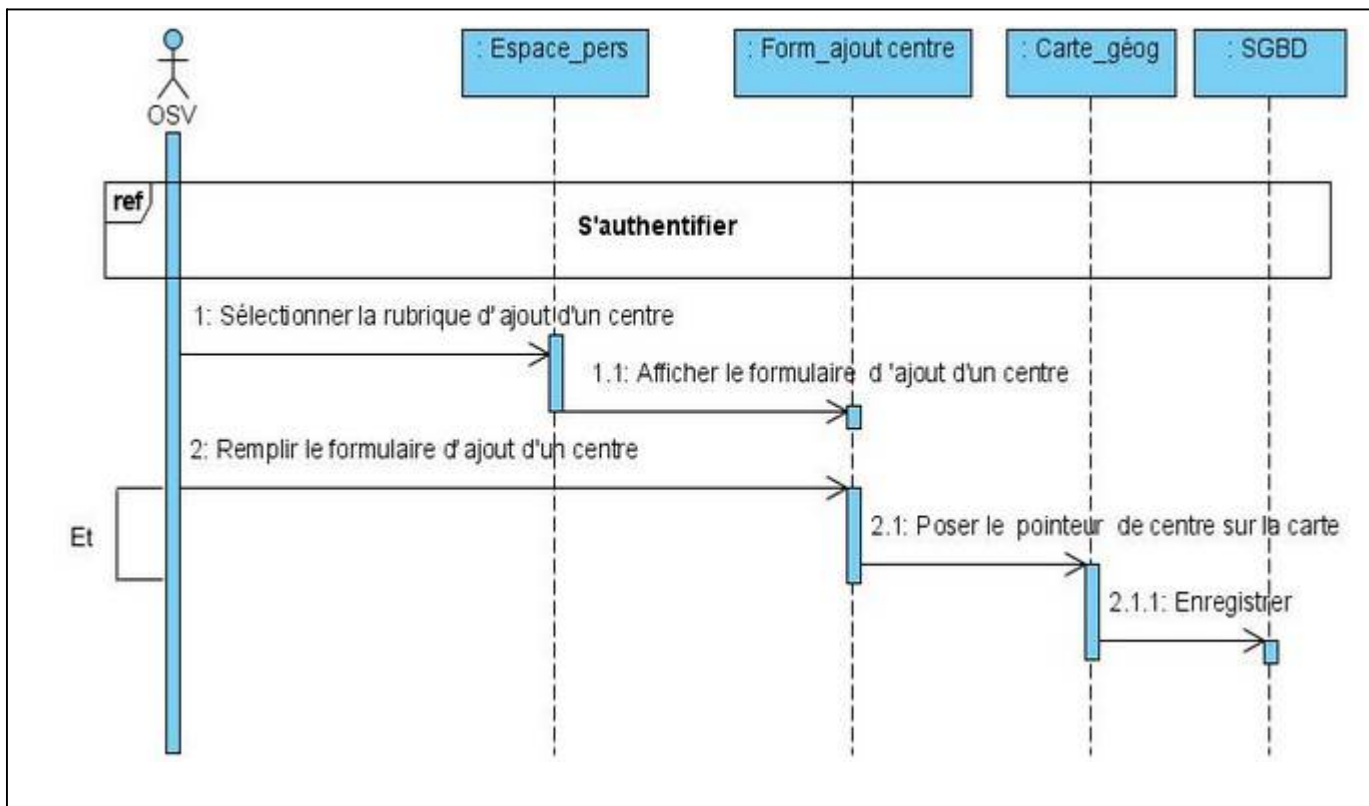 : Espace_pers
: Form_ajout centre
: Carte_géog
: SGBD
OSV
ref
S'authentifier
1: Sélectionner la rubrique d'ajout d'un centre
1.1: Afficher le formulaire d 'ajout d'un centre
2: Remplir le formulaire d'ajout d'un centre
Et
2.1: Poser le pointeur de centre sur la carte
2.1.1: Enregistrer